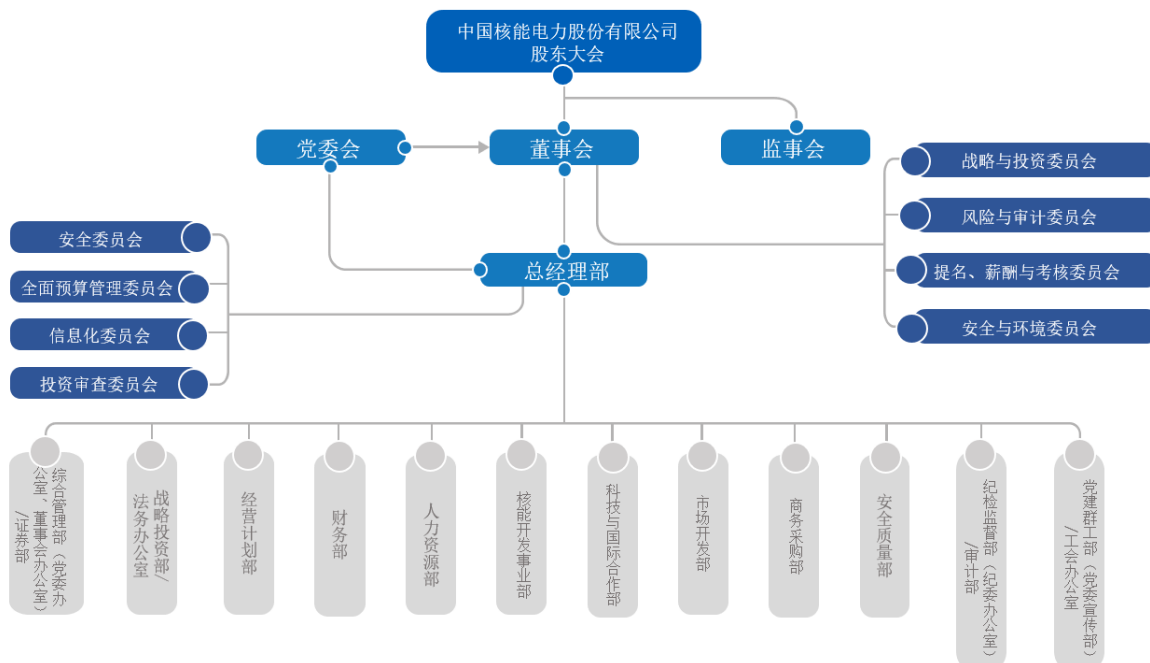 中国核能电力股份有限公司
股东大会
党委会
董事会
监事会
战略与投资委员会
风险与审计委员会
提名、薪酬与考核委员会
安全与环境委员会
总经理部
安全委员会
全面预算管理委员会
信息化委员会
投资审查委员会
综合管理部（党委办
公室、董事会办公室）
/证券部
战略投资部/
法务办公室
经营计划部
财务部
人力资源部
核能开发事业部
科技与国际合作部
市场开发部
商务采购部
安全质量部
纪检监督部（纪委办公室）
/审计部
党建群工部（党委宣传部）
/工会办公室